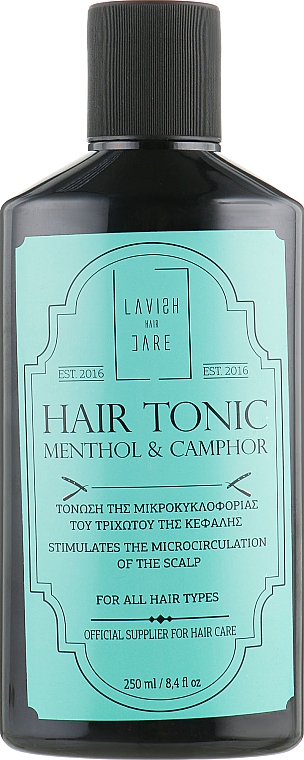 LAVISH
HAIR
CARE
EST. 2016
EST. 2016
HAIR TONIC
MENTHOL & CAMPHOR
ΤΟΝΩΣΗ ΤΗΣ ΜΙΚΡΟΚΥΚΛΟΦΟΡΙΑΣ
ΤΟΥ ΤΡΙΧΩΤΟΥ ΤΗΣ ΚΕΦΑΛΗΣ
STIMULATES THE MICROCIRCULATION
OF THE SCALP
FOR ALL HAIR TYPES
OFFICIAL SUPPLIER FOR HAIR CARE
250 ml / 8,4 fl oz